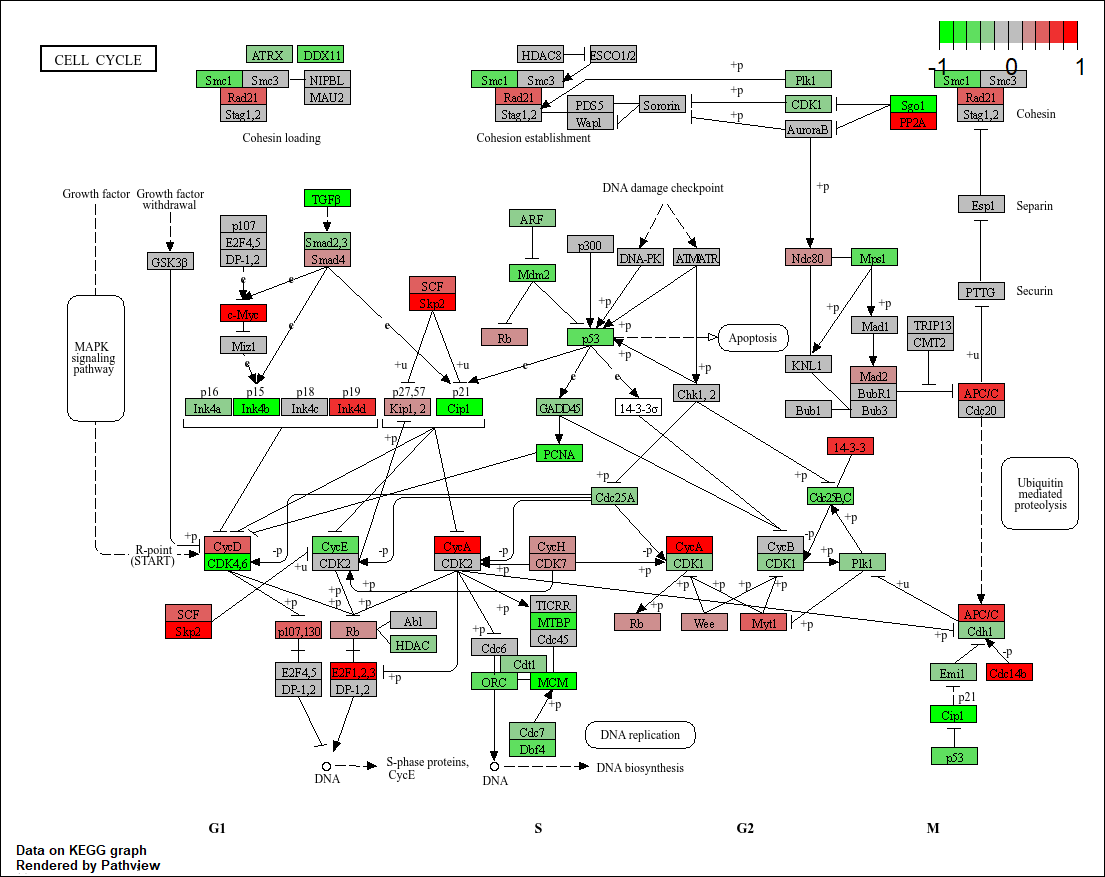 CELL CYCLE
ATRX
DDX11
Smc1
Smc3
NIPBL
Rad21
MAU2
Stag1,2
Cohesin loading
HDAC8
ESCO1/2
Smc1
Smc3
Rad21
Stag1,2
PDS5
Wapl
Sororin
Cohesion establishment
+p
Plk1
+p
CDK1
+p
AuroraB
Sgo1
PP2A
-1
0
1
Smc1
Smc3
Rad21
Stag1,2
Cohesin
Growth factor
Growth factor
withdrawal
GSK3β
p107
E2F4,5
DP-1,2
TGFβ
Smad2,3
Smad4
ARF
Mdm2
p300
DNA damage checkpoint
DNA-PK
ATM/ATR
+p
Esp1
Separin
Ndc80
Mps1
PTTG
Securin
e
e
c-Myc
Miz1
e
e
e
SCF
Skp2
Rb
p53
+p
+p
+p
Apoptosis
+p
+p
Mad1
TRIP13
CMT2
KNL1
Mad2
BubR1
Bub3
Bub1
+u
APC/C
Cdc20
MAPK
signaling
pathway
+u
+u
e
e
+p
p16
Ink4a
p15
Ink4b
p18
Ink4c
p19
Ink4d
p27,57
Kip1, 2
p21
Cip1
GADD45
14-3-3σ
Chk1, 2
+p
PCNA
14-3-3
+p
+p
Cdc25A
Cdc25B,C
Ubiquitin
mediated
proteolysis
R-point
(START)
+p
CycD
CDK4,6
-p
+u
CycE
CDK2
-p
CycA
CDK2
-p
+p
CycH
CDK7
-p
+p
CycA
CDK1
CycB
CDK1
-p
+p
+p
Plk1
+u
SCF
Skp2
+p
+p
+p
+p
+p
+p
+p
+p
+p
+p
+p
p107,130
Rb
Abl
HDAC
E2F4,5
DP-1,2
E2F1,2,3
DP-1,2
+p
+p
Cdc6
TICRR
MTBP
Cdc45
Cdt1
ORC
MCM
+p
Cdc7
Dbf4
Rb
Wee
Myt1
APC/C
Cdh1
-p
Emi1
Cdc14b
p21
Cip1
p53
DNA replication
DNA
S-phase proteins,
CycE
DNA
DNA biosynthesis
G1
S
G2
M
Data on KEGG graph
Rendered by Pathview